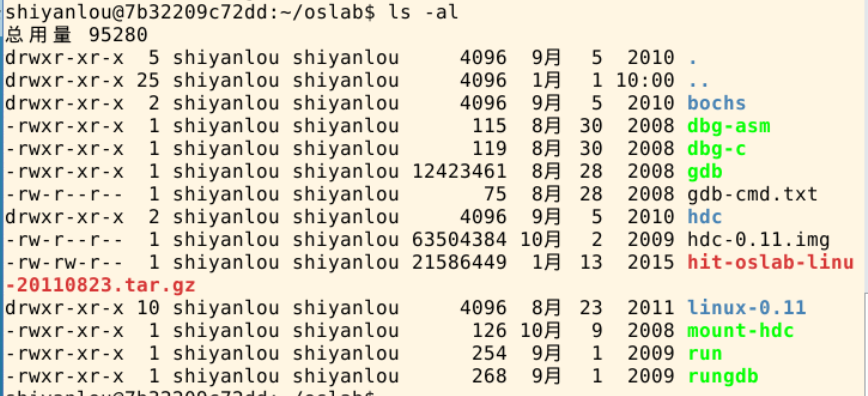 shiyanlou@7b32209c72dd:~/oslab$ ls -al
总用量 95280
drwxr-xr-x  5 shiyanlou shiyanlou     4096  9月  5  2010 .
drwxr-xr-x 25 shiyanlou shiyanlou     4096  1月  1 10:00 ..
drwxr-xr-x  2 shiyanlou shiyanlou     4096  9月  5  2010 bochs
-rwxr-xr-x  1 shiyanlou shiyanlou      115  8月 30  2008 dbg-asm
-rwxr-xr-x  1 shiyanlou shiyanlou      119  8月 30  2008 dbg-c
-rwxr-xr-x  1 shiyanlou shiyanlou 12423461  8月 28  2008 gdb
-rw-r--r--  1 shiyanlou shiyanlou       75  8月 28  2008 gdb-cmd.txt
drwxr-xr-x  2 shiyanlou shiyanlou     4096  9月  5  2010 hdc
-rw-r--r--  1 shiyanlou shiyanlou 63504384 10月  2  2009 hdc-0.11.img
-rw-rw-r--  1 shiyanlou shiyanlou 21586449  1月 13  2015 hit-oslab-linu
-20110823.tar.gz
drwxr-xr-x 10 shiyanlou shiyanlou     4096  8月 23  2011 linux-0.11
-rwxr-xr-x  1 shiyanlou shiyanlou      126 10月  9  2008 mount-hdc
-rwxr-xr-x  1 shiyanlou shiyanlou      254  9月  1  2009 run
-rwxr-xr-x  1 shiyanlou shiyanlou      268  9月  1  2009 rungdb
shiyanlou@7b32209c72dd:~/oslab$